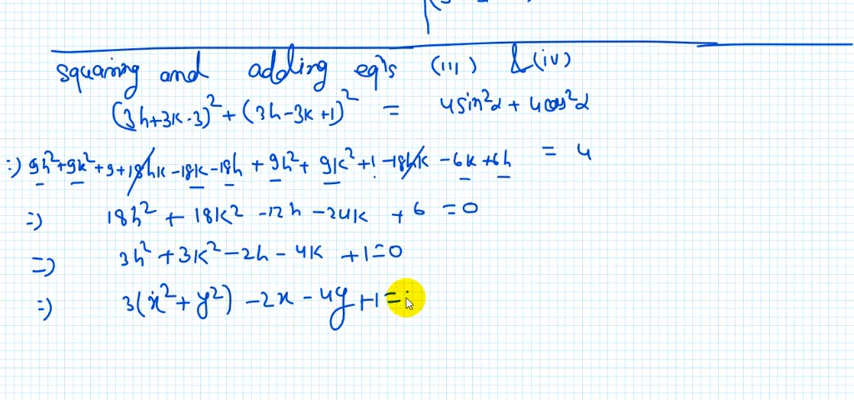 squaring and adding eq's (iii) &(iv)
(3h+3k-3)² + (3h-3k+1)² = 4sin²α + 4cos²α
:) 9h²+9k²+9+18hk-18k-18h + 9h²+ 9k²+1-18hk -6k +6h = 4
=) 18h² + 18k² -12h -24k + 6 =0
=) 3h² +3k² -2h - 4k +1=0
=) 3(x²+y²) -2x - 4y +1 =